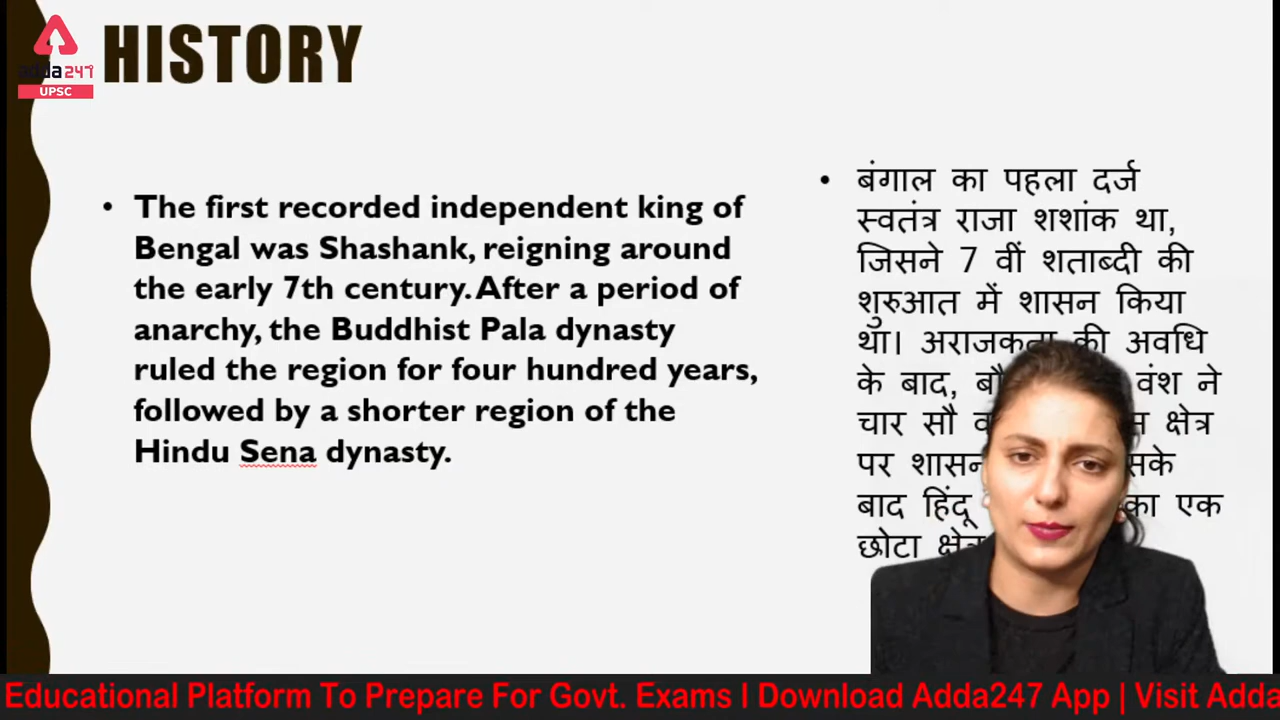 HISTORY
adda247
UPSC
• The first recorded independent king of
Bengal was Shashank, reigning around
the early 7th century. After a period of
anarchy, the Buddhist Pala dynasty
ruled the region for four hundred years,
followed by a shorter region of the
Hindu Sena dynasty.
• बंगाल का पहला दर्ज
स्वतंत्र राजा शशांक था,
जिसने 7 वीं शताब्दी की
शुरुआत में शासन किया
था। अराजकता की अवधि
के बाद, वंश ने
चार सौ क्षेत्र
पर
बाद हिंदू का एक
छोटा
Educational Platform To Prepare For Govt. Exams I Download Adda247 App | Visit Adda